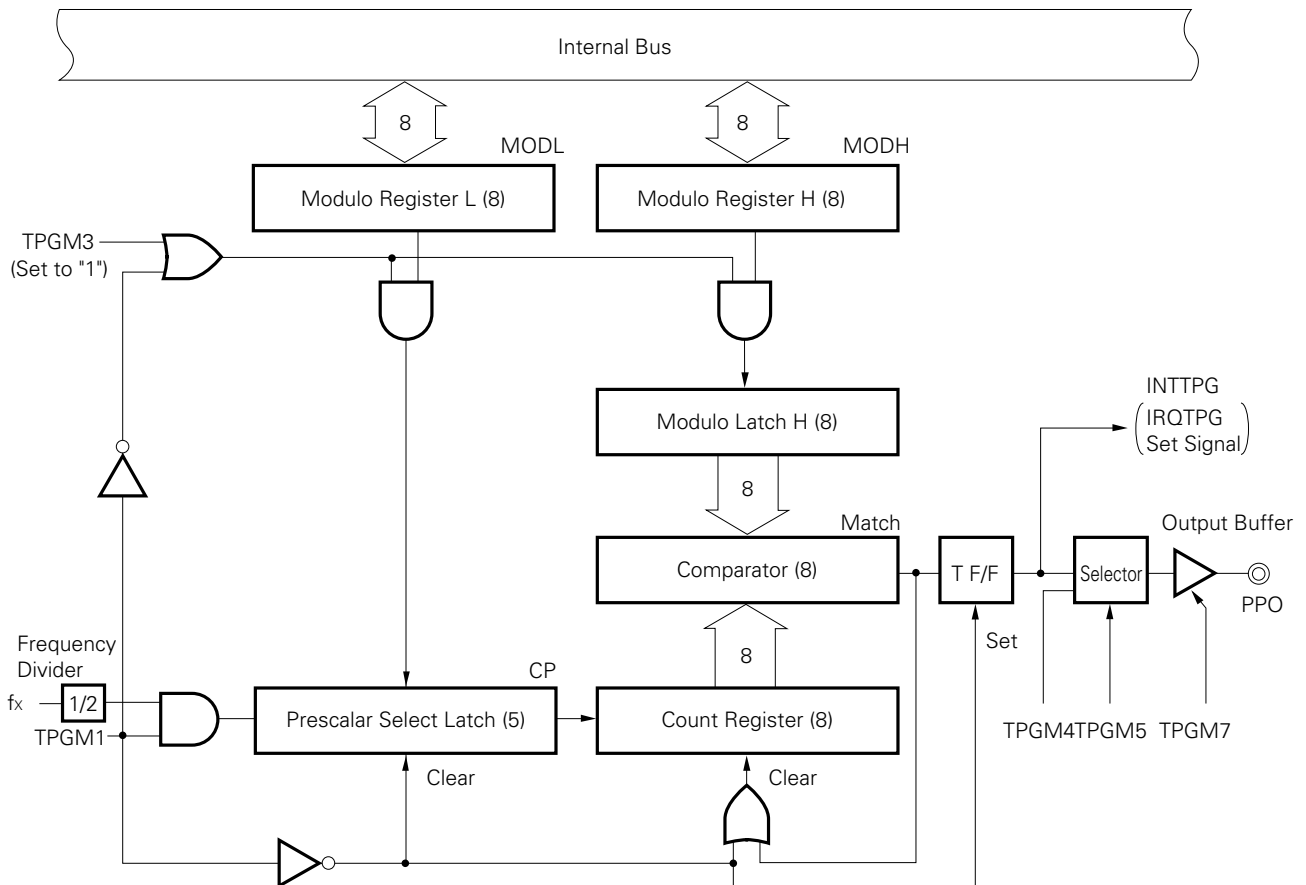 Internal Bus
8
8
MODL
MODH
Modulo Register L (8)
Modulo Register H (8)
TPGM3
(Set to "1")
Modulo Latch H (8)
INTTPG
IRQTPG
Set Signal
8
Match
Output Buffer
Comparator (8)
T F/F
Selector
PPO
Set
Frequency
Divider
8
CP
fx
1/2
Prescalar Select Latch (5)
Count Register (8)
TPGM1
TPGM4
TPGM5
TPGM7
Clear
Clear